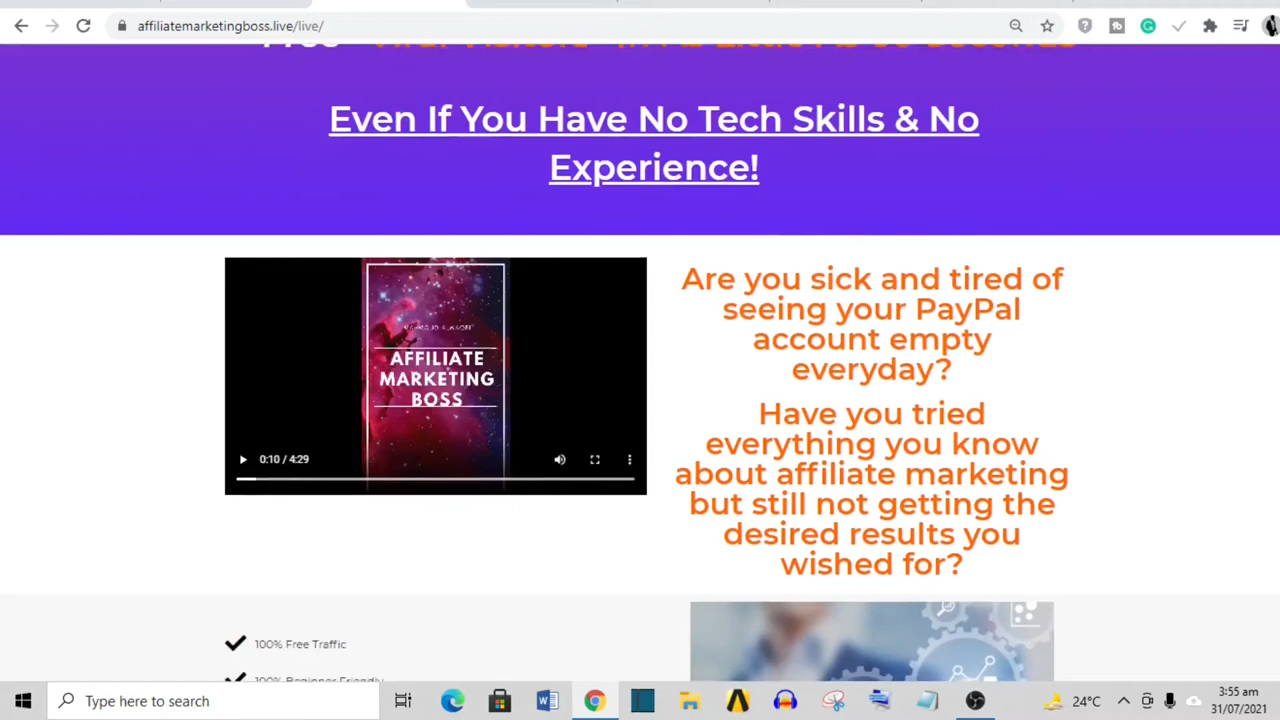 affiliatemarketingboss.live/live/
Even If You Have No Tech Skills & No
Experience!
AFFILIATE
MARKETING
BOSS
0:10 / 4:29
Are you sick and tired of
seeing your PayPal
account empty
everyday?
Have you tried
everything you know
about affiliate marketing
but still not getting the
desired results you
wished for?
100% Free Traffic
100% Beginner Friendly
Type here to search
24°C
3:55 am
31/07/2021